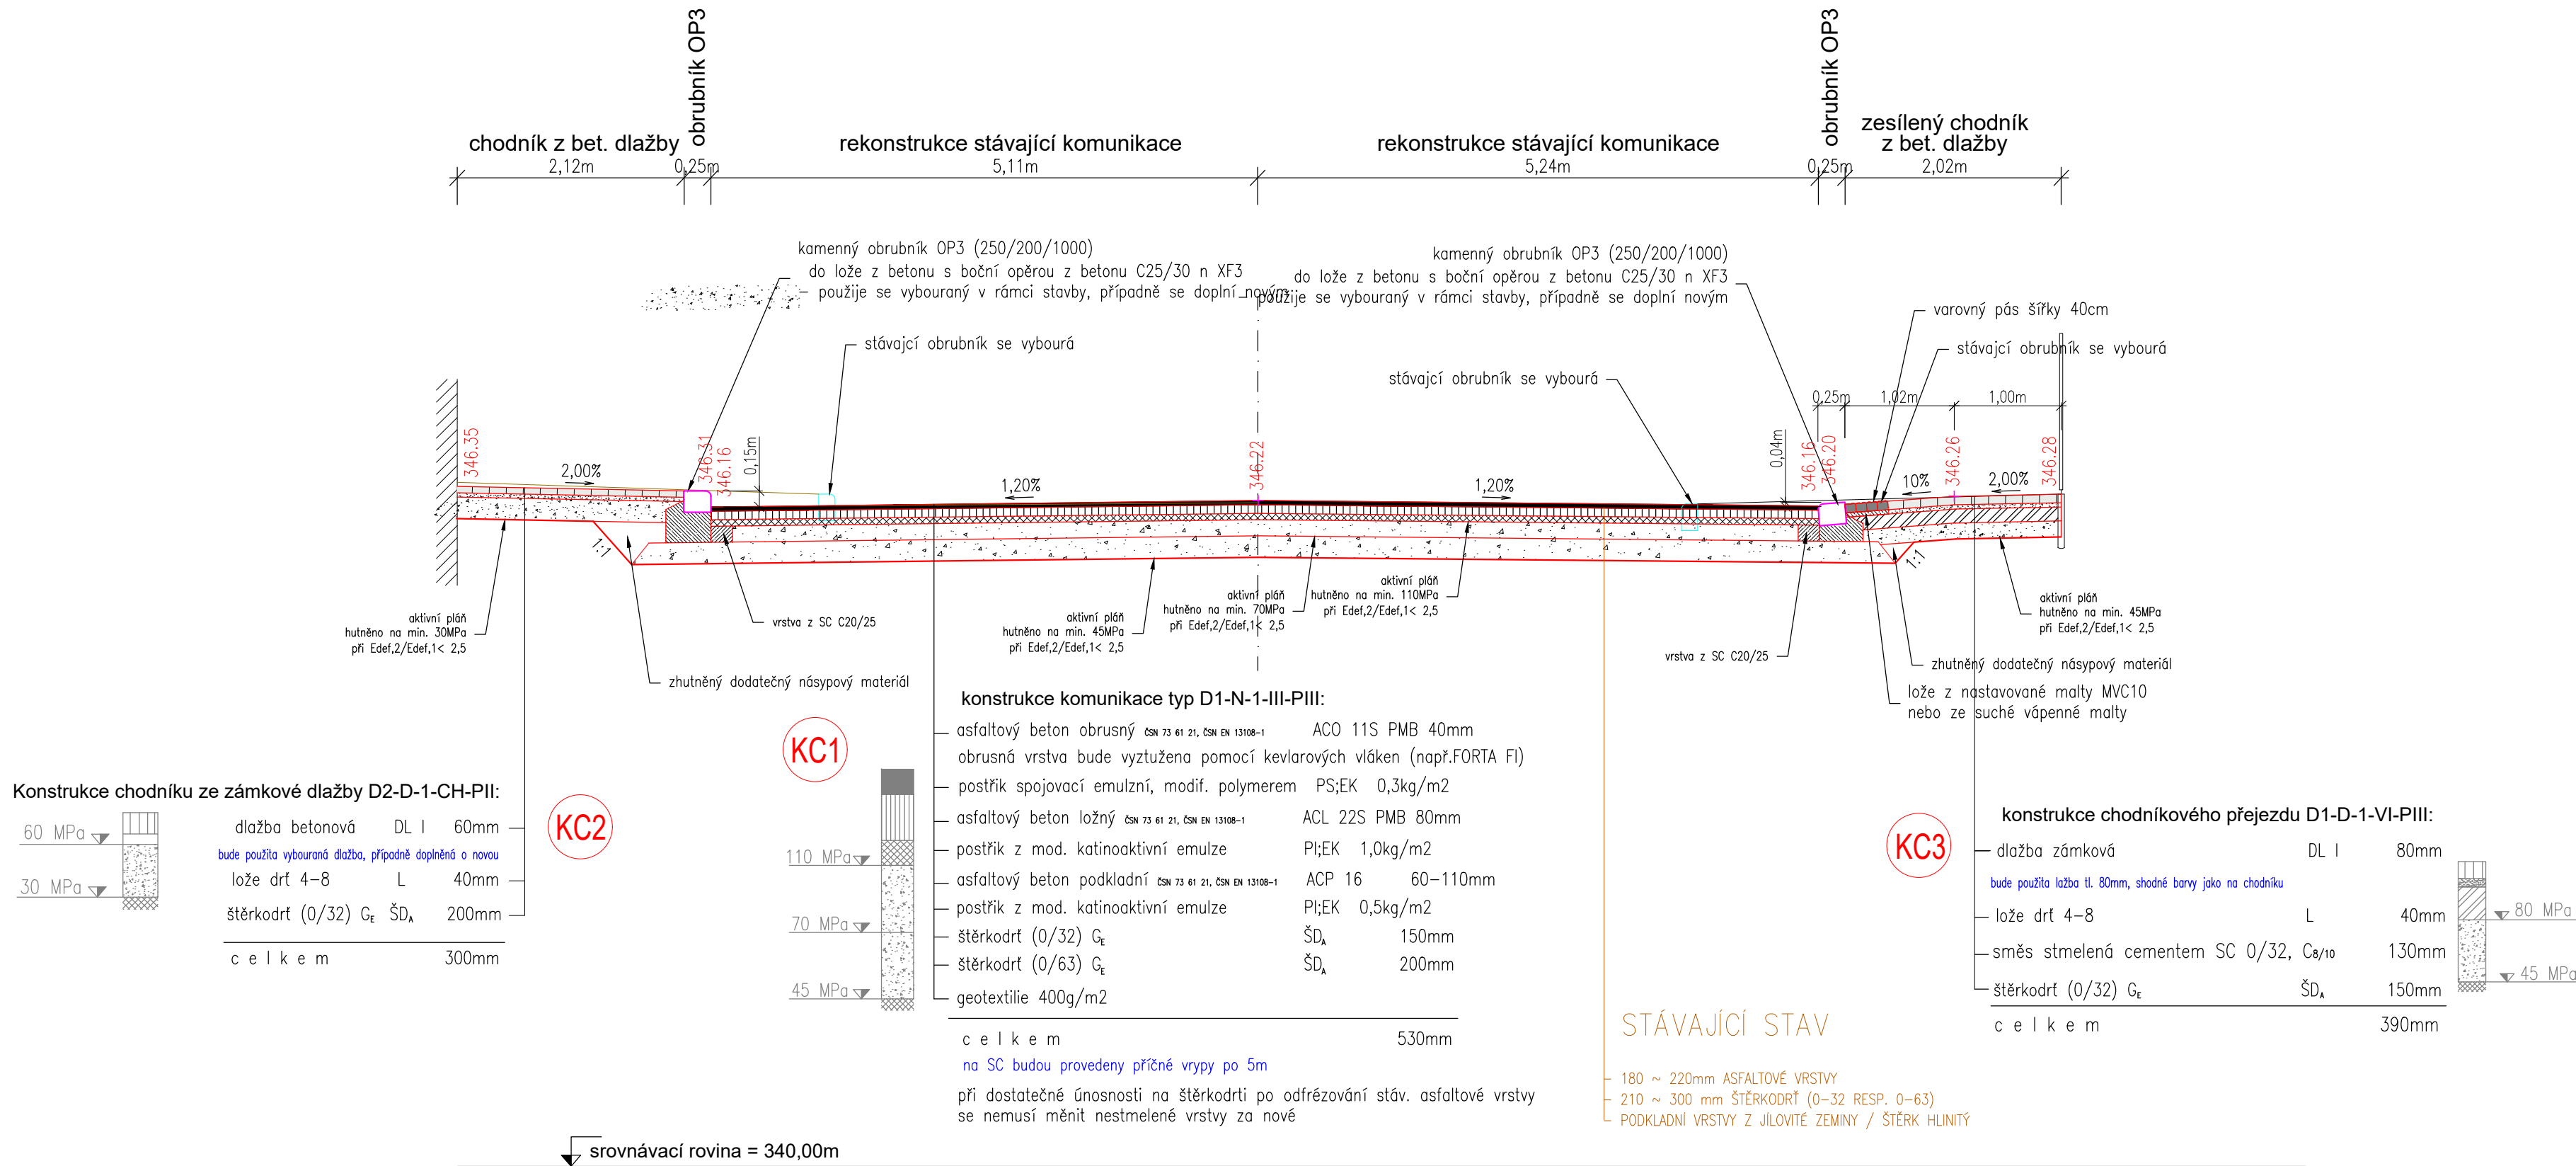 obrubník OP3
obrubník OP3
chodník z bet. dlažby
rekonstrukce stávající komunikace
rekonstrukce stávající komunikace
zesílený chodník
z bet. dlažby
2,12m
0,25m
5,11m
5,24m
0,25m
2,02m
kamenný obrubník OP3 (250/200/1000)
do lože z betonu s boční opěrou z betonu C25/30 n XF3
– použije se vybouraný v rámci stavby, případně se doplní novým
kamenný obrubník OP3 (250/200/1000)
do lože z betonu s boční opěrou z betonu C25/30 n XF3
– použije se vybouraný v rámci stavby, případně se doplní novým
varovný pás šířky 40cm
stávajcí obrubník se vybourá
stávajcí obrubník se vybourá
stávajcí obrubník se vybourá
0,25m
1,02m
1,00m
346.35
346.31
346.16
0,15m
346.22
0,04m
346.16
346.20
346.26
346.28
2,00%
1,20%
1,20%
10%
2,00%
1:1
1:1
aktivní pláň
hutněno na min. 30MPa
při Edef,2/Edef,1< 2,5
vrstva z SC C20/25
aktivní pláň
hutněno na min. 45MPa
při Edef,2/Edef,1< 2,5
aktivní pláň
hutněno na min. 70MPa
při Edef,2/Edef,1< 2,5
aktivní pláň
hutněno na min. 110MPa
při Edef,2/Edef,1< 2,5
vrstva z SC C20/25
aktivní pláň
hutněno na min. 45MPa
při Edef,2/Edef,1< 2,5
zhutněný dodatečný násypový materiál
zhutněný dodatečný násypový materiál
lože z nastavované malty MVC10
nebo ze suché vápenné malty
konstrukce komunikace typ D1-N-1-III-PIII:
KC1
asfaltový beton obrusný ČSN 73 61 21, ČSN EN 13108-1 ACO 11S PMB 40mm
obrusná vrstva bude vyztužena pomocí kevlarových vláken (např.FORTA FI)
postřik spojovací emulzní, modif. polymerem PS;EK 0,3kg/m2
asfaltový beton ložný ČSN 73 61 21, ČSN EN 13108-1 ACL 22S PMB 80mm
postřik z mod. katinoaktivní emulze PI;EK 1,0kg/m2
110 MPa
asfaltový beton podkladní ČSN 73 61 21, ČSN EN 13108-1 ACP 16 60-110mm
postřik z mod. katinoaktivní emulze PI;EK 0,5kg/m2
70 MPa
štěrkodrť (0/32) GE ŠDA 150mm
štěrkodrť (0/63) GE ŠDA 200mm
45 MPa
geotextilie 400g/m2
celkem 530mm
na SC budou provedeny příčné vrypy po 5m
při dostatečné únosnosti na štěrkodrti po odfrézování stáv. asfaltové vrstvy
se nemusí měnit nestmelené vrstvy za nové
Konstrukce chodníku ze zámkové dlažby D2-D-1-CH-PII:
KC2
60 MPa
30 MPa
dlažba betonová DL I 60mm
bude použita vybouraná dlažba, případně doplněná o novou
lože drť 4-8 L 40mm
štěrkodrť (0/32) GE ŠDA 200mm
celkem 300mm
konstrukce chodníkového přejezdu D1-D-1-VI-PIII:
KC3
dlažba zámková DL I 80mm
bude použita lažba tl. 80mm, shodné barvy jako na chodníku
lože drť 4-8 L 40mm
80 MPa
směs stmelená cementem SC 0/32, C8/10 130mm
45 MPa
štěrkodrť (0/32) GE ŠDA 150mm
celkem 390mm
STÁVAJÍCÍ STAV
180 ~ 220mm ASFALTOVÉ VRSTVY
210 ~ 300 mm ŠTĚRKODRŤ (0-32 RESP. 0-63)
PODKLADNÍ VRSTVY Z JÍLOVITÉ ZEMINY / ŠTĚRK HLINITÝ
srovnávací rovina = 340,00m